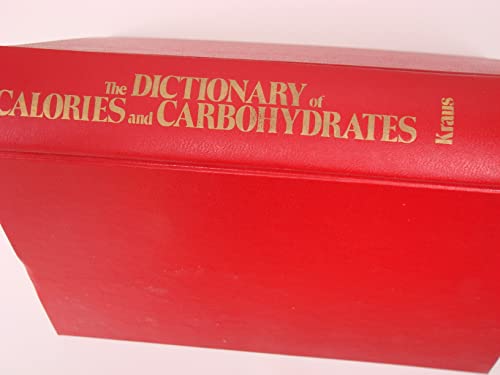 The DICTIONARY of
CALORIES and CARBOHYDRATES
Kraus